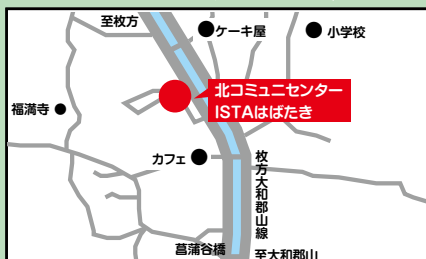 至枚方
ケーキ屋
小学校
北コミュニセンター
ISTAはばたき
福満寺
カフェ
枚方大和郡山線
菖蒲谷橋
至大和郡山